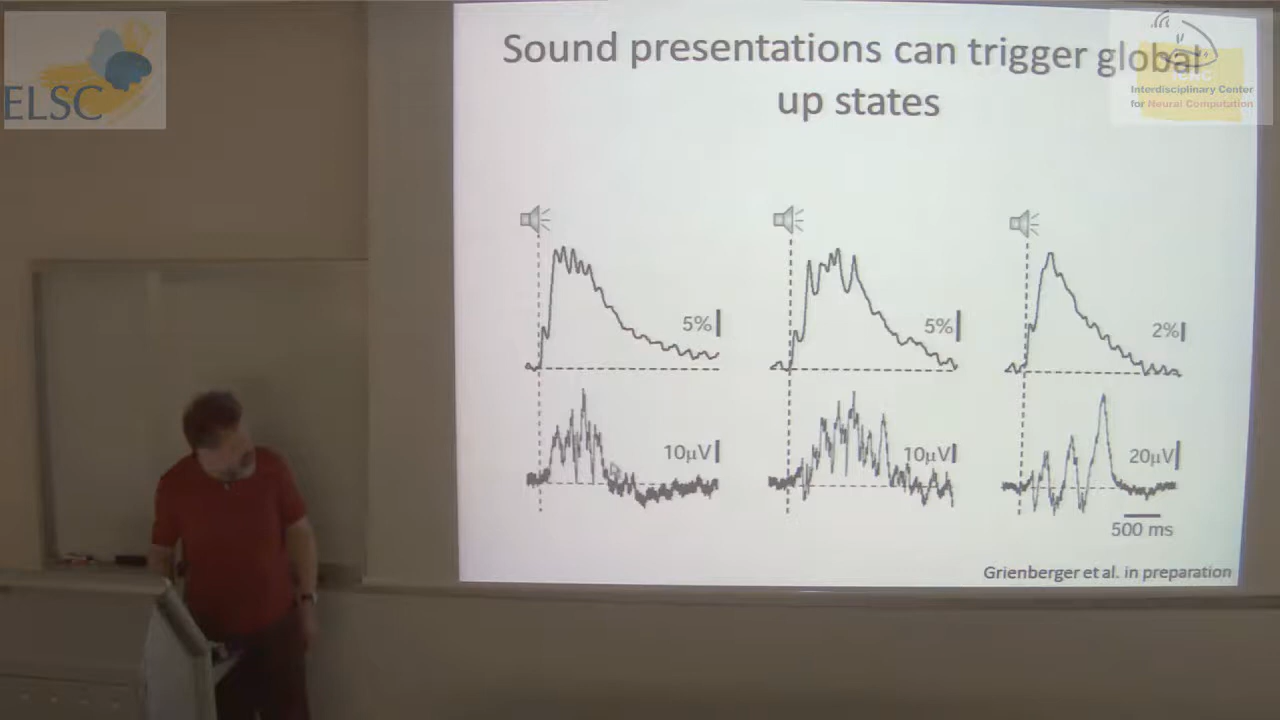 ELSC
Sound presentations can trigger global
up states
ICNC
Interdisciplinary Center
for Neural Computation
5%
5%
2%
10µV
10µV
20µV
500 ms
Grienberger et al. in preparation